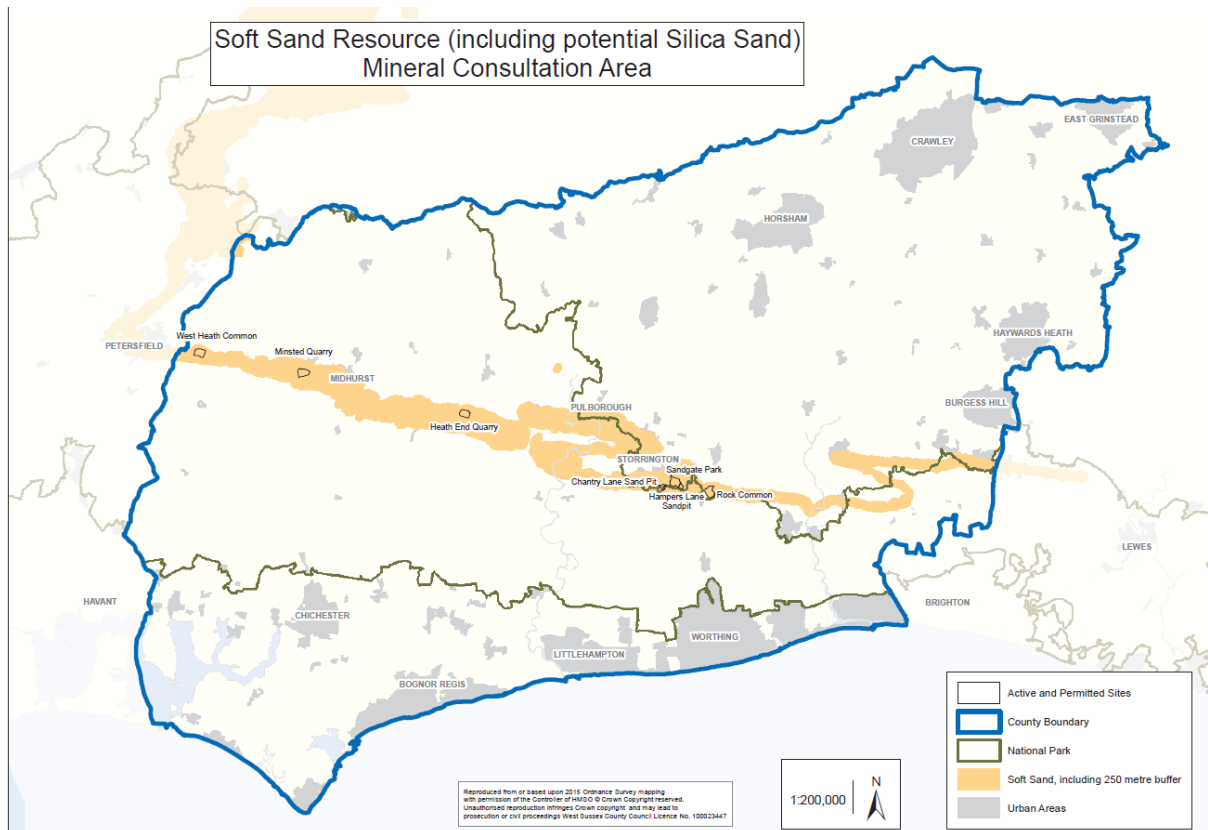 Soft Sand Resource (including potential Silica Sand)
Mineral Consultation Area
EAST GRINSTEAD
CRAWLEY
HORSHAM
HAYWARDS HEATH
West Heath Common
PETERSFIELD
Minsted Quarry
MIDHURST
BURGESS HILL
PULBOROUGH
Heath End Quarry
STORRINGTON
Sandgate Park
Chantry Lane Sand Pit
Hampers Lane
Sandpit
Rock Common
LEWES
HAVANT
CHICHESTER
BRIGHTON
WORTHING
LITTLEHAMPTON
BOGNOR REGIS
Active and Permitted Sites
County Boundary
National Park
Soft Sand, including 250 metre buffer
Urban Areas
1:200,000
N
Reproduced from or based upon 2015 Ordnance Survey mapping
with permission of the Controller of HMSO © Crown Copyright reserved.
Unauthorised reproduction infringes Crown copyright and may lead to
prosecution or civil proceedings West Sussex County Council Licence No. 100023447